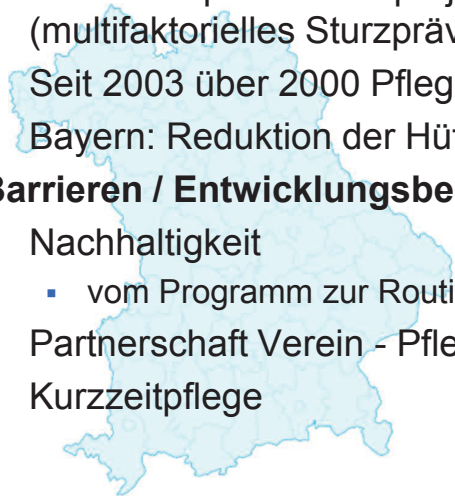 (multifaktorielles Sturzpräv
Seit 2003 über 2000 Pfleg
Bayern: Reduktion der Hüf
Barrieren / Entwicklungsbe
Nachhaltigkeit
▪ vom Programm zur Routi
Partnerschaft Verein - Pfle
Kurzzeitpflege